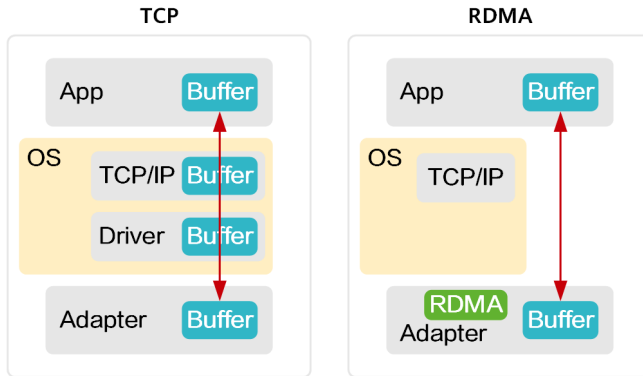 TCP
App Buffer
OS
TCP/IP Buffer
Driver Buffer
Adapter Buffer
RDMA
App Buffer
OS
TCP/IP
RDMA
Adapter Buffer